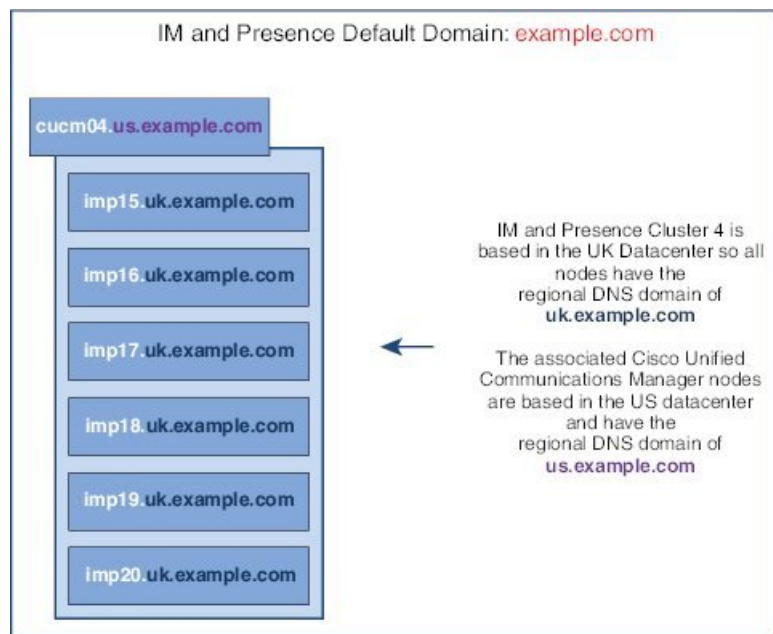 IM and Presence Default Domain: example.com
cucm04.us.example.com
imp15.uk.example.com
imp16.uk.example.com
imp17.uk.example.com
imp18.uk.example.com
imp19.uk.example.com
imp20.uk.example.com
IM and Presence Cluster 4 is
based in the UK Datacenter so all
nodes have the
regional DNS domain of
uk.example.com
The associated Cisco Unified
Communications Manager nodes
are based in the US datacenter
and have the
regional DNS domain of
us.example.com